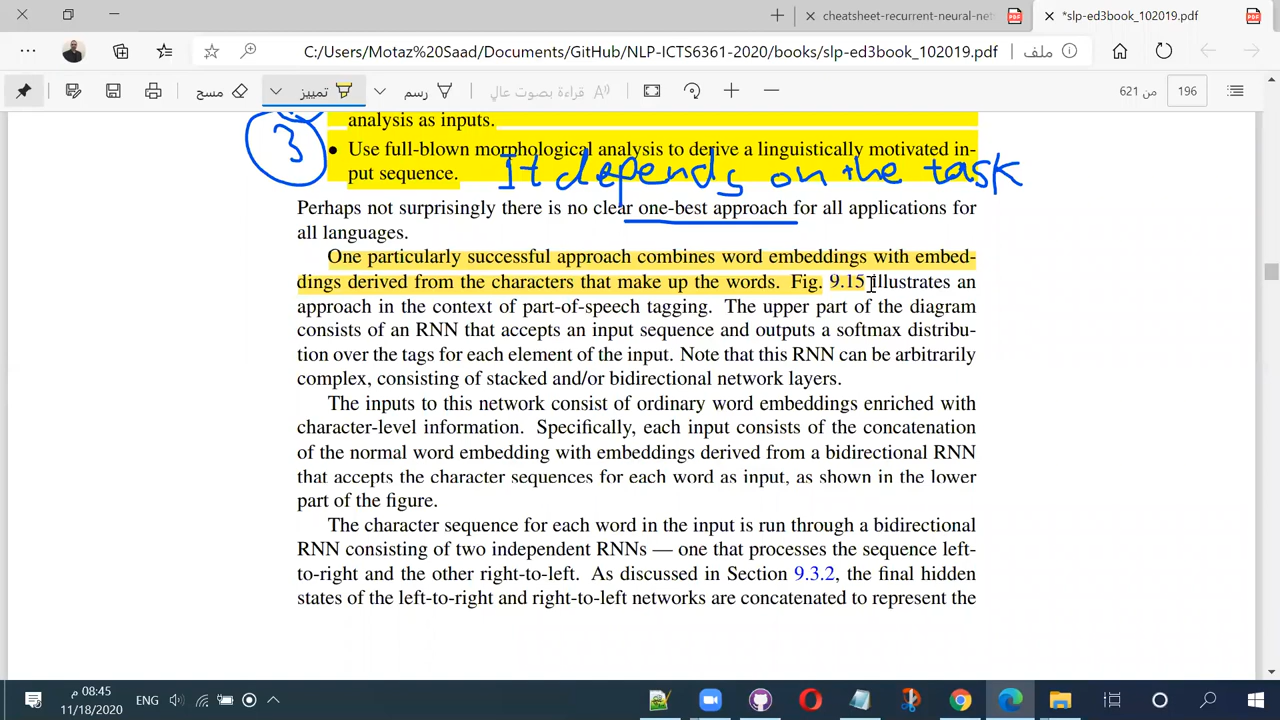 cheatsheet-recurrent-neural-net
*slp-ed3book_102019.pdf
C:/Users/Motaz%20Saad/Documents/GitHub/NLP-ICTS6361-2020/books/slp-ed3book_102019.pdf
ملف
مسح
تمييز
رسم
قراءة بصوت عالٍ
196
من 621
analysis as inputs.
3
• Use full-blown morphological analysis to derive a linguistically motivated in-
put sequence.
It depends on the task
Perhaps not surprisingly there is no clear one-best approach for all applications for
all languages.
One particularly successful approach combines word embeddings with embed-
dings derived from the characters that make up the words. Fig. 9.15 illustrates an
approach in the context of part-of-speech tagging. The upper part of the diagram
consists of an RNN that accepts an input sequence and outputs a softmax distribu-
tion over the tags for each element of the input. Note that this RNN can be arbitrarily
complex, consisting of stacked and/or bidirectional network layers.
The inputs to this network consist of ordinary word embeddings enriched with
character-level information. Specifically, each input consists of the concatenation
of the normal word embedding with embeddings derived from a bidirectional RNN
that accepts the character sequences for each word as input, as shown in the lower
part of the figure.
The character sequence for each word in the input is run through a bidirectional
RNN consisting of two independent RNNs — one that processes the sequence left-
to-right and the other right-to-left. As discussed in Section 9.3.2, the final hidden
states of the left-to-right and right-to-left networks are concatenated to represent the
08:45 م
ENG
11/18/2020